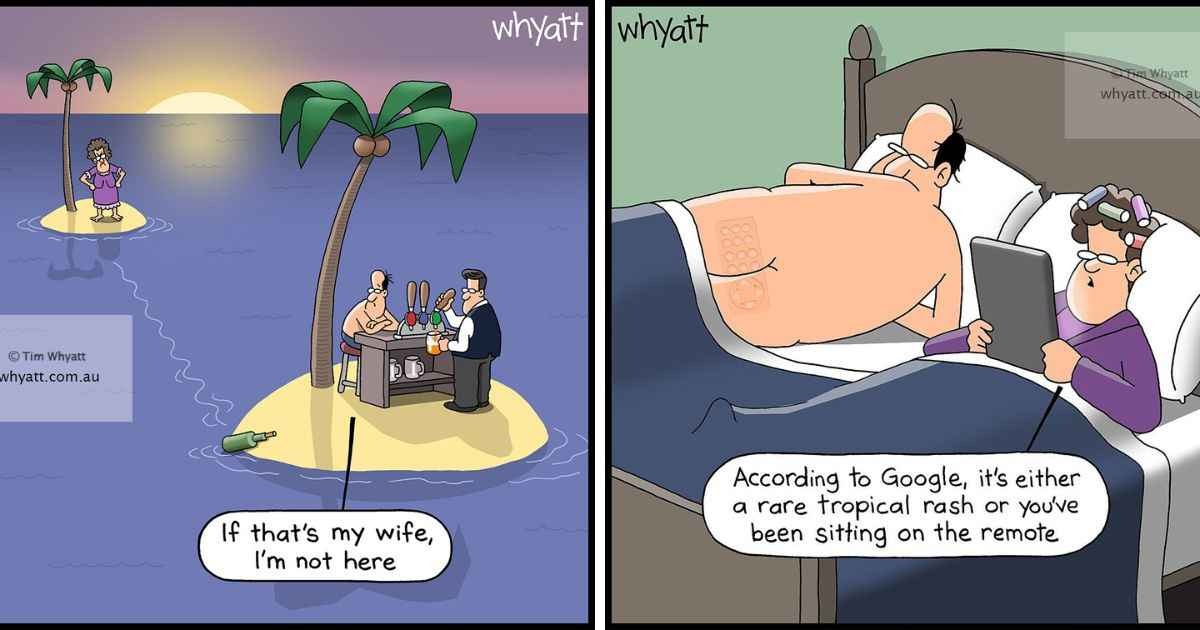 whyatt
© Tim Whyatt
whyatt.com.au
If that's my wife,
I'm not here
whyatt
© Tim Whyatt
whyatt.com.au
According to Google, it's either
a rare tropical rash or you've
been sitting on the remote